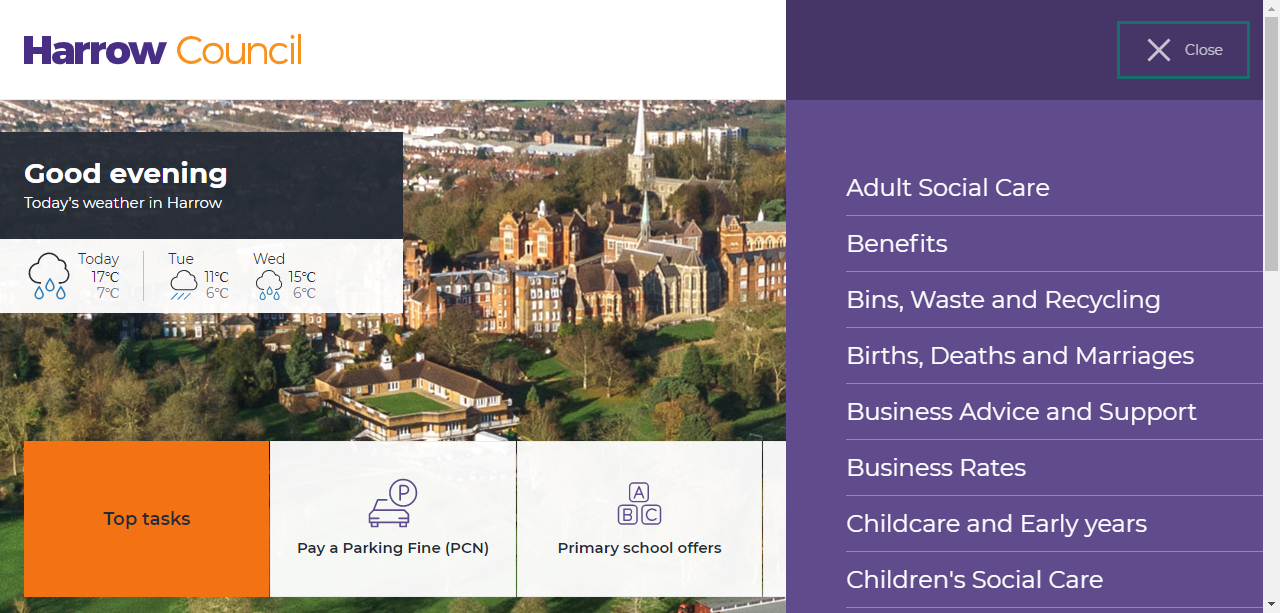 Harrow Council
Close
Good evening
Today's weather in Harrow
Today
17°C
7°C
Tue
11°C
6°C
Wed
15°C
6°C
Top tasks
P
Pay a Parking Fine (PCN)
A
B C
Primary school offers
Adult Social Care
Benefits
Bins, Waste and Recycling
Births, Deaths and Marriages
Business Advice and Support
Business Rates
Childcare and Early years
Children's Social Care